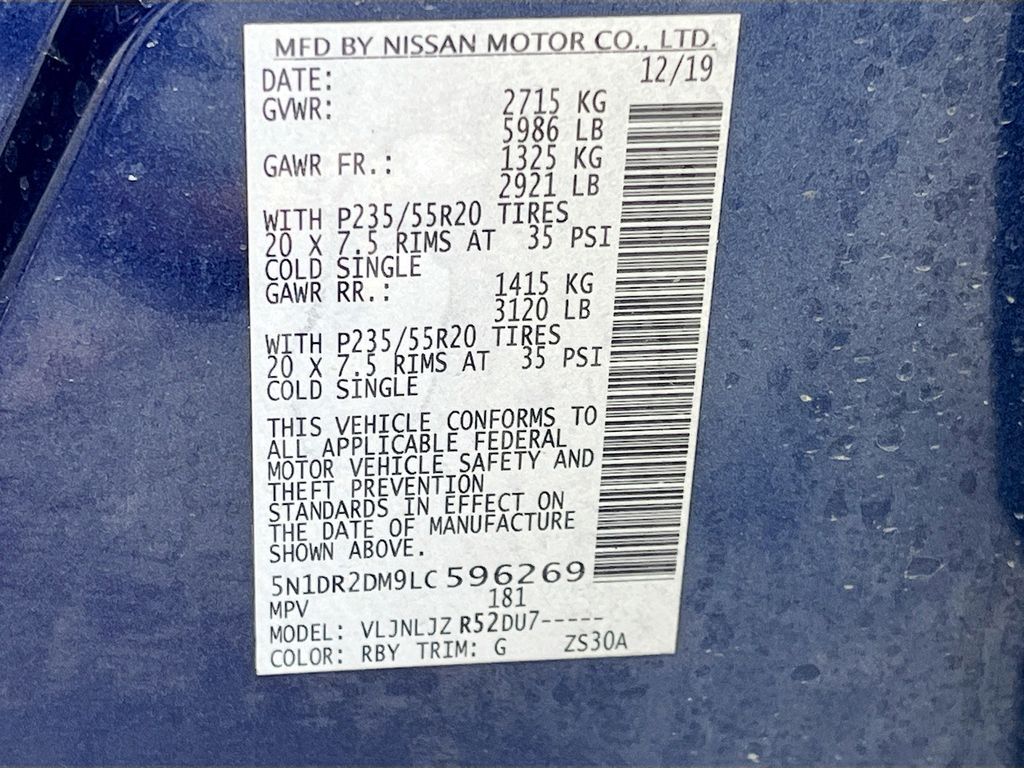 MFD BY NISSAN MOTOR CO., LTD.
DATE: 12/19
GVWR: 2715 KG
5986 LB
GAWR FR.: 1325 KG
2921 LB
WITH P235/55R20 TIRES
20 X 7.5 RIMS AT 35 PSI
COLD SINGLE
GAWR RR.: 1415 KG
3120 LB
WITH P235/55R20 TIRES
20 X 7.5 RIMS AT 35 PSI
COLD SINGLE
THIS VEHICLE CONFORMS TO
ALL APPLICABLE FEDERAL
MOTOR VEHICLE SAFETY AND
THEFT PREVENTION
STANDARDS IN EFFECT ON
THE DATE OF MANUFACTURE
SHOWN ABOVE.
5N1DR2DM9LC596269
MPV 181
MODEL: VLJNLJZ R52DU7-----
COLOR: RBY TRIM: G ZS30A